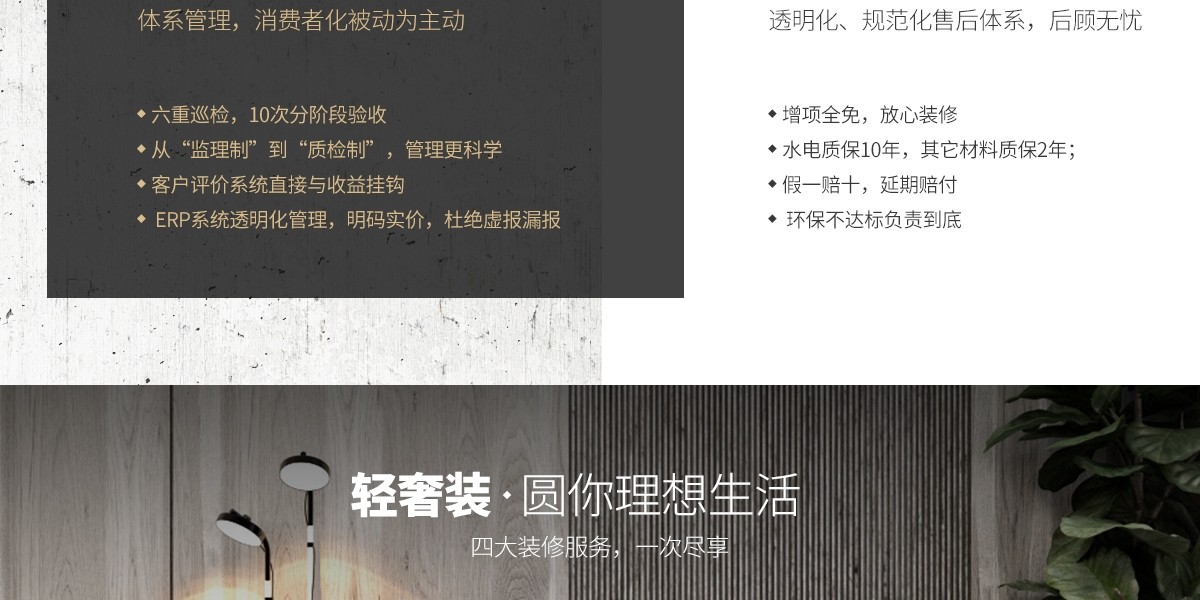 体系管理，消费者化被动为主动
六重巡检，10次分阶段验收
从“监理制”到“质检制”，管理更科学
客户评价系统直接与收益挂钩
ERP系统透明化管理，明码实价，杜绝虚报漏报
透明化、规范化售后体系，后顾无忧
增项全免，放心装修
水电质保10年，其它材料质保2年；
假一赔十，延期赔付
环保不达标负责到底
轻奢装·圆你理想生活
四大装修服务，一次尽享